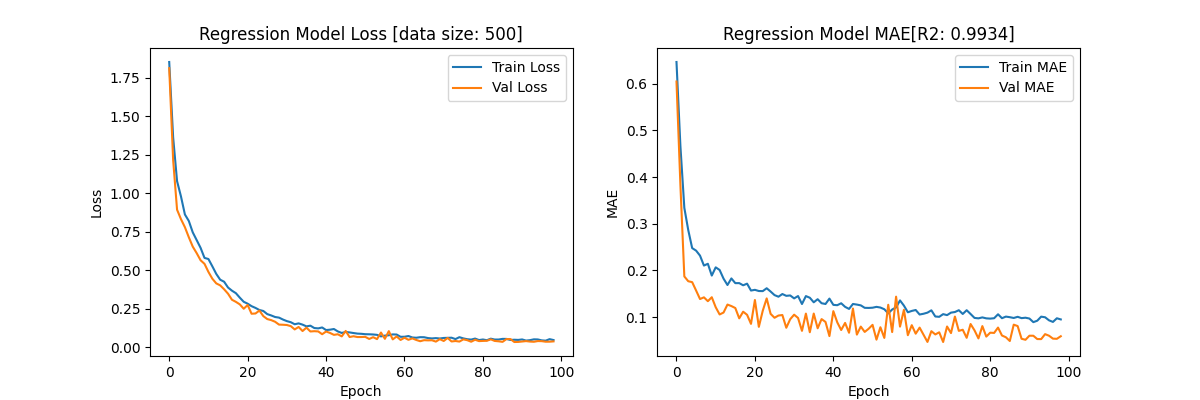 Regression Model Loss [data size: 500]
Train Loss
Val Loss
1.75
1.50
1.25
1.00
0.75
0.50
0.25
0.00
Loss
0 20 40 60 80 100
Epoch
Regression Model MAE[R2: 0.9934]
Train MAE
Val MAE
0.6
0.5
0.4
0.3
0.2
0.1
MAE
0 20 40 60 80 100
Epoch